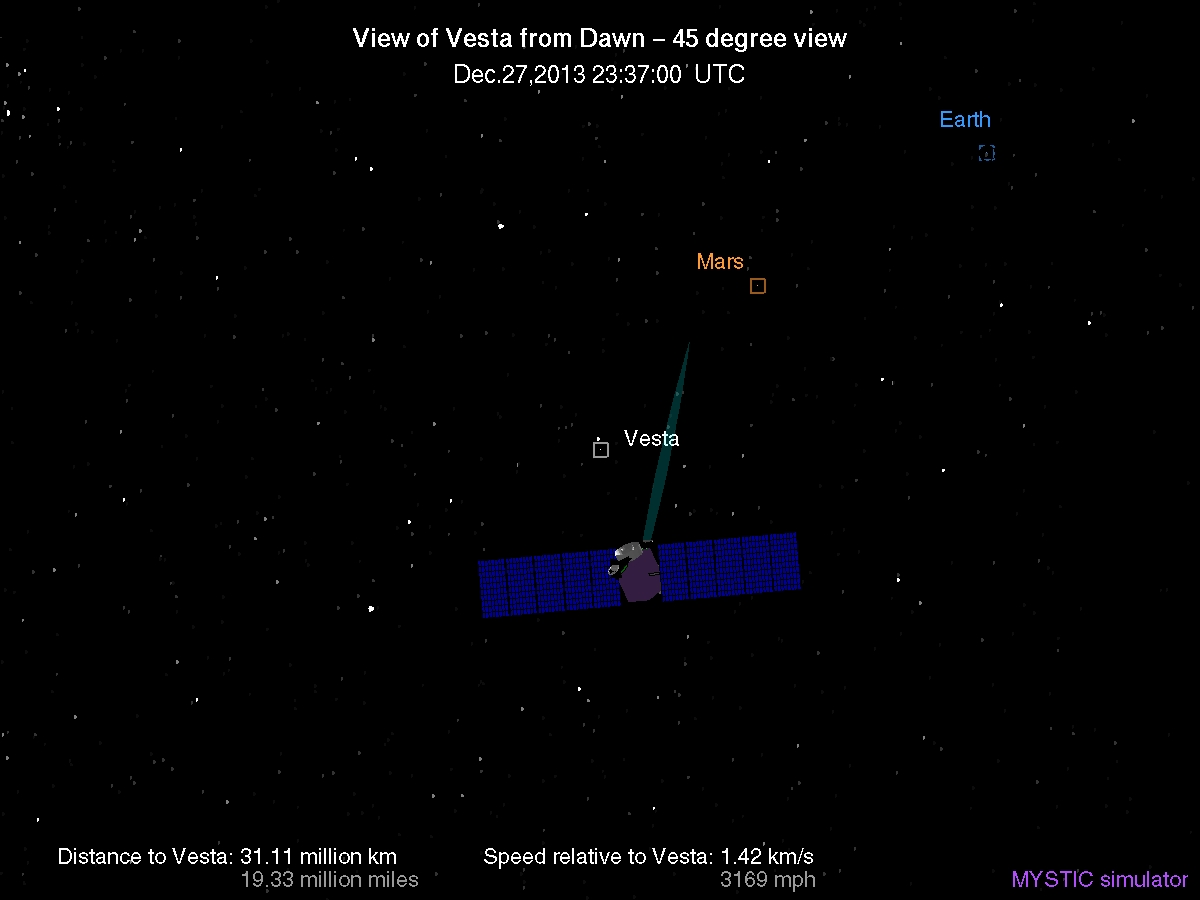 View of Vesta from Dawn – 45 degree view
Dec.27,2013 23:37:00 UTC
Earth
Mars
Vesta
Distance to Vesta: 31.11 million km
19.33 million miles
Speed relative to Vesta: 1.42 km/s
3169 mph
MYSTIC simulator